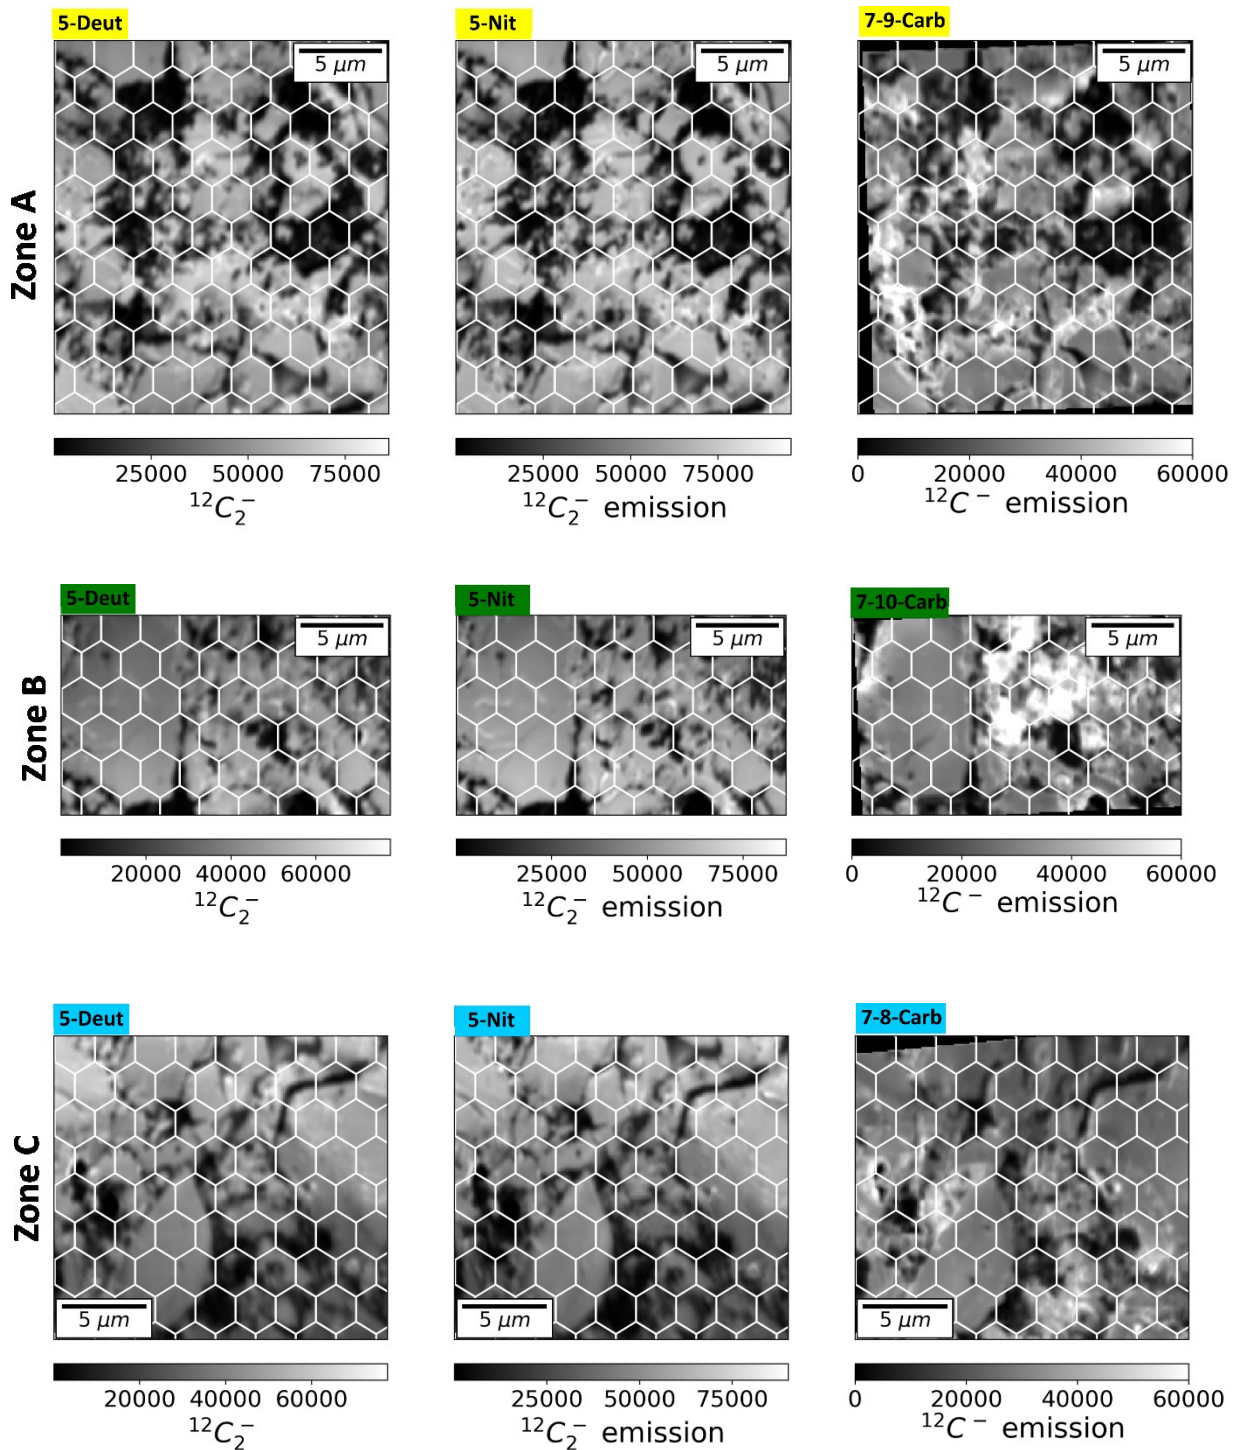 5-Deut 5-Nit 7-9-Carb
5 μm 5 μm 5 μm
Zone A
25000 50000 75000 25000 50000 75000 0 20000 40000 60000
¹²C₂⁻ ¹²C₂⁻ emission ¹²C⁻ emission
5-Deut 5-Nit 7-10-Carb
5 μm 5 μm 5 μm
Zone B
20000 40000 60000 25000 50000 75000 0 20000 40000 60000
¹²C₂⁻ ¹²C₂⁻ emission ¹²C⁻ emission
5-Deut 5-Nit 7-8-Carb
Zone C
5 μm 5 μm 5 μm
20000 40000 60000 25000 50000 75000 0 20000 40000 60000
¹²C₂⁻ ¹²C₂⁻ emission ¹²C⁻ emission